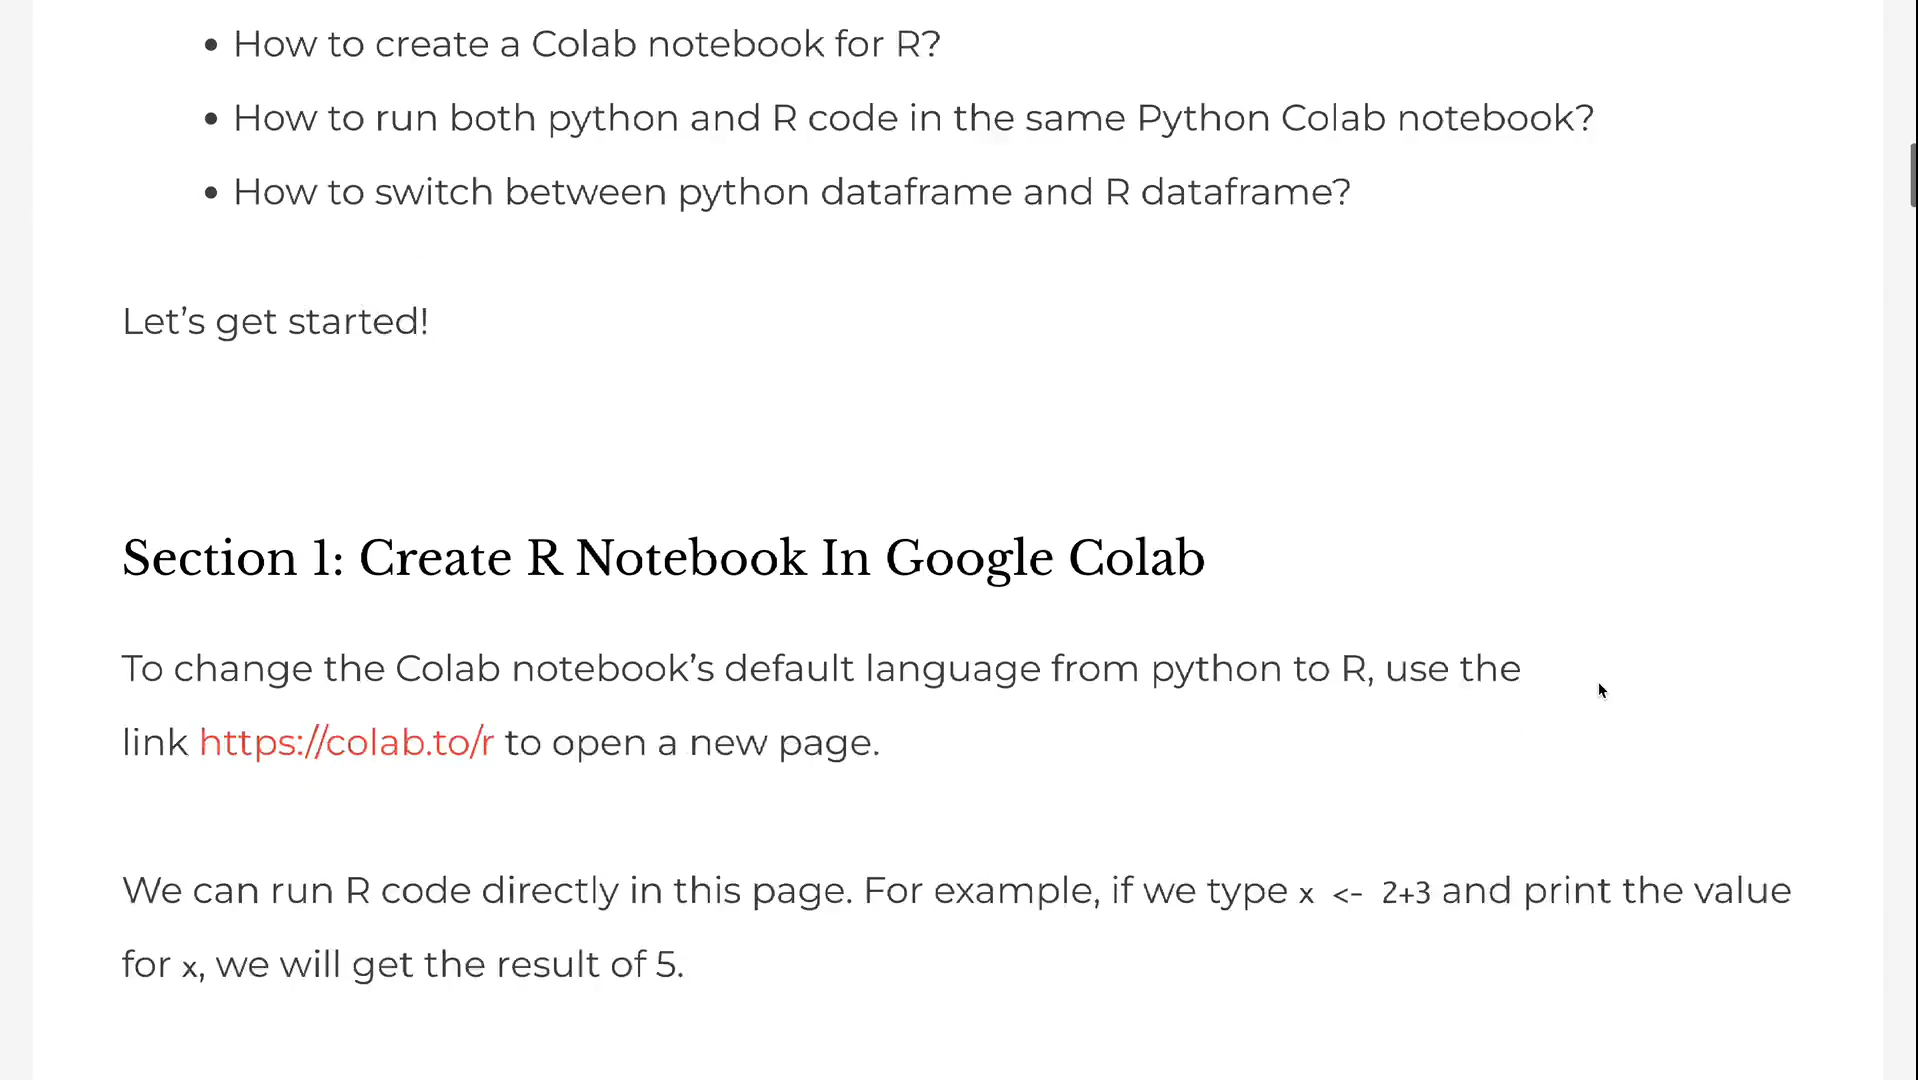 • How to create a Colab notebook for R?
• How to run both python and R code in the same Python Colab notebook?
• How to switch between python dataframe and R dataframe?
Let’s get started!
Section 1: Create R Notebook In Google Colab
To change the Colab notebook’s default language from python to R, use the
link https://colab.to/r to open a new page.
We can run R code directly in this page. For example, if we type x <- 2+3 and print the value
for x, we will get the result of 5.